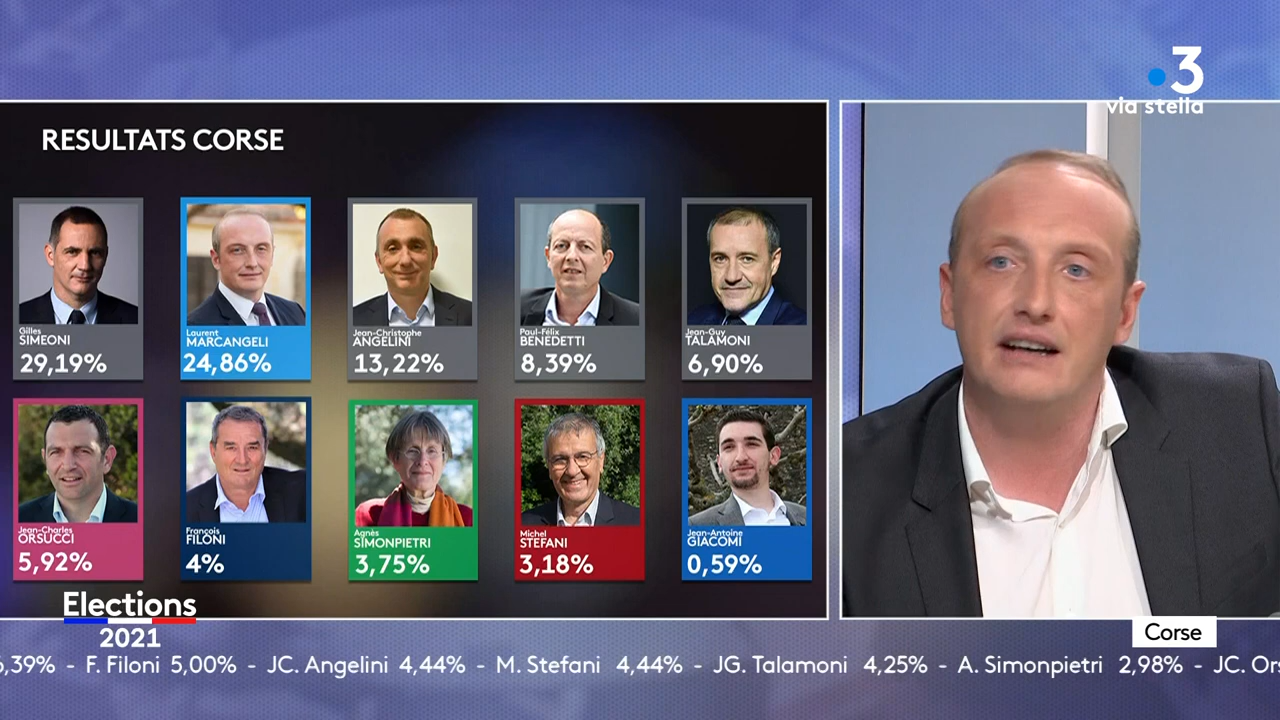 3
via stella
RESULTATS CORSE
Gilles
SIMEONI
29,19%
Laurent
MARCANGELI
24,86%
Jean-Christophe
ANGELINI
13,22%
Paul-Félix
BENEDETTI
8,39%
Jean-Guy
TALAMONI
6,90%
Jean-Charles
ORSUCCI
5,92%
François
FILONI
4%
Agnès
SIMONPIETRI
3,75%
Michel
STEFANI
3,18%
Jean-Antoine
GIACOMI
0,59%
Elections
2021
Corse
,39% - F. Filoni 5,00% - JC. Angelini 4,44% - M. Stefani 4,44% - JG. Talamoni 4,25% - A. Simonpietri 2,98% - JC. Ors